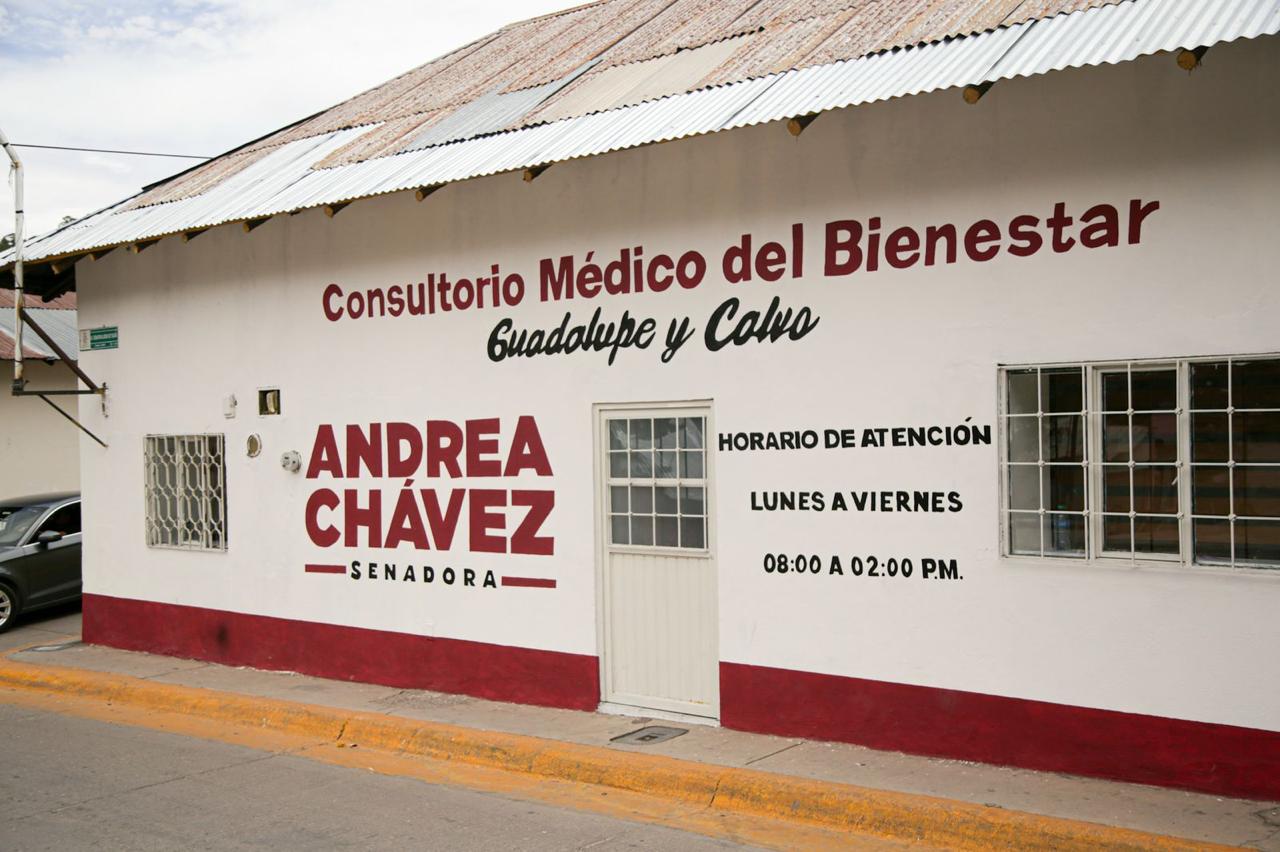 Consultorio Médico del Bienestar
Guadalupe y Calvo
ANDREA
CHÁVEZ
SENADORA
HORARIO DE ATENCIÓN
LUNES A VIERNES
08:00 A 02:00 P.M.